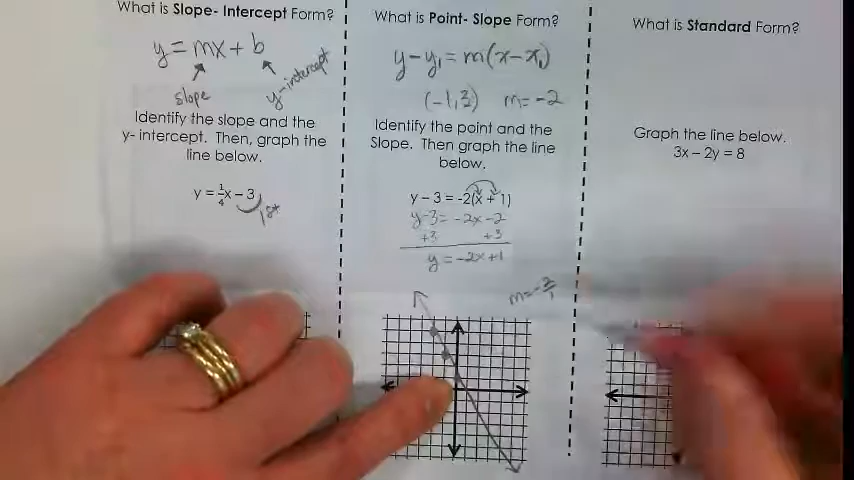 What is Slope- Intercept Form?
y = mx + b
slope
y-intercept
Identify the slope and the
y- intercept. Then, graph the
line below.
y = 1/4x – 3
1st
What is Point- Slope Form?
y-y₁ = m(x-x₁)
m = -2
Identify the point and the
Slope. Then graph the line
below.
y – 3 = -2(x + 1)
y-3 = -2x -2
+3 +3
y = -2x+1
What is Standard Form?
Graph the line below.
3x – 2y = 8